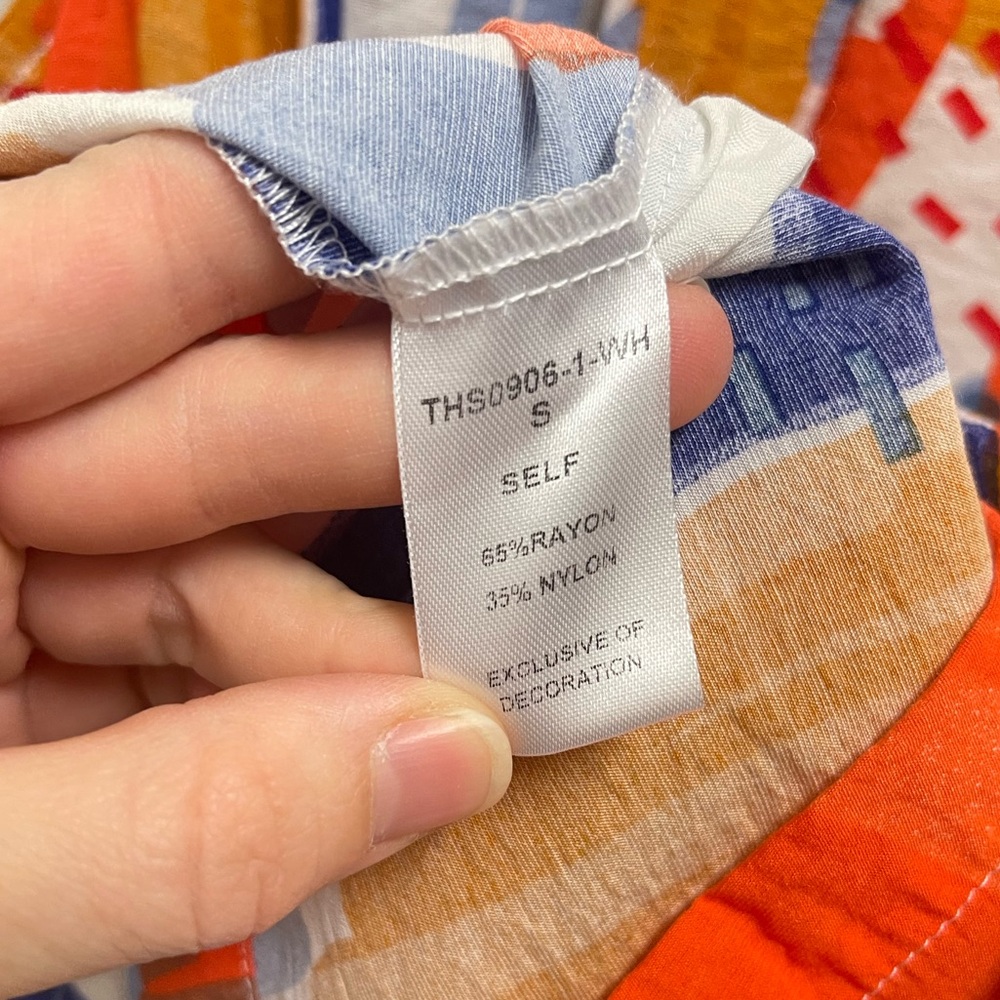 THS0906-1-WH
S
SELF
65%RAYON
35% NYLON
EXCLUSIVE OF
DECORATION